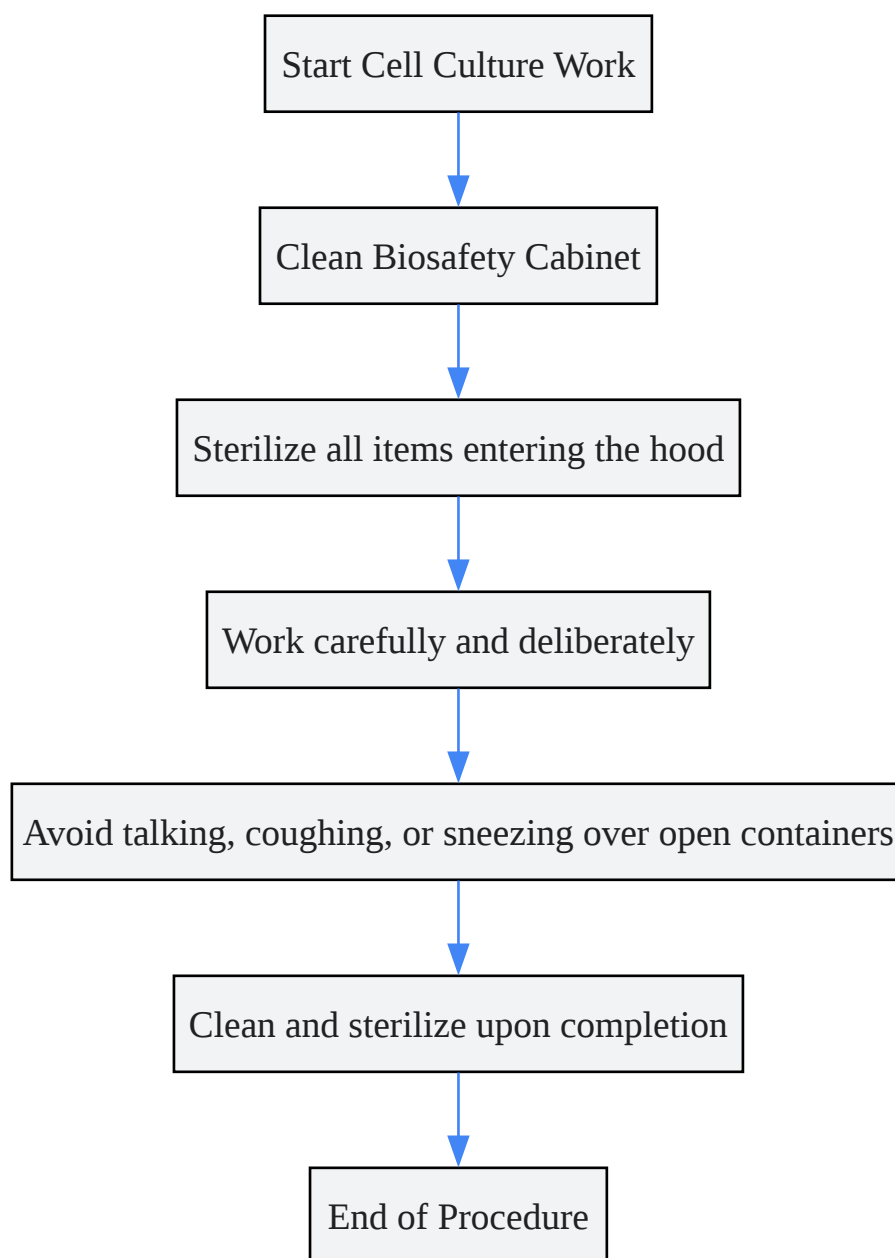 Start Cell Culture Work
Clean Biosafety Cabinet
Sterilize all items entering the hood
Work carefully and deliberately
Avoid talking, coughing, or sneezing over open containers
Clean and sterilize upon completion
End of Procedure